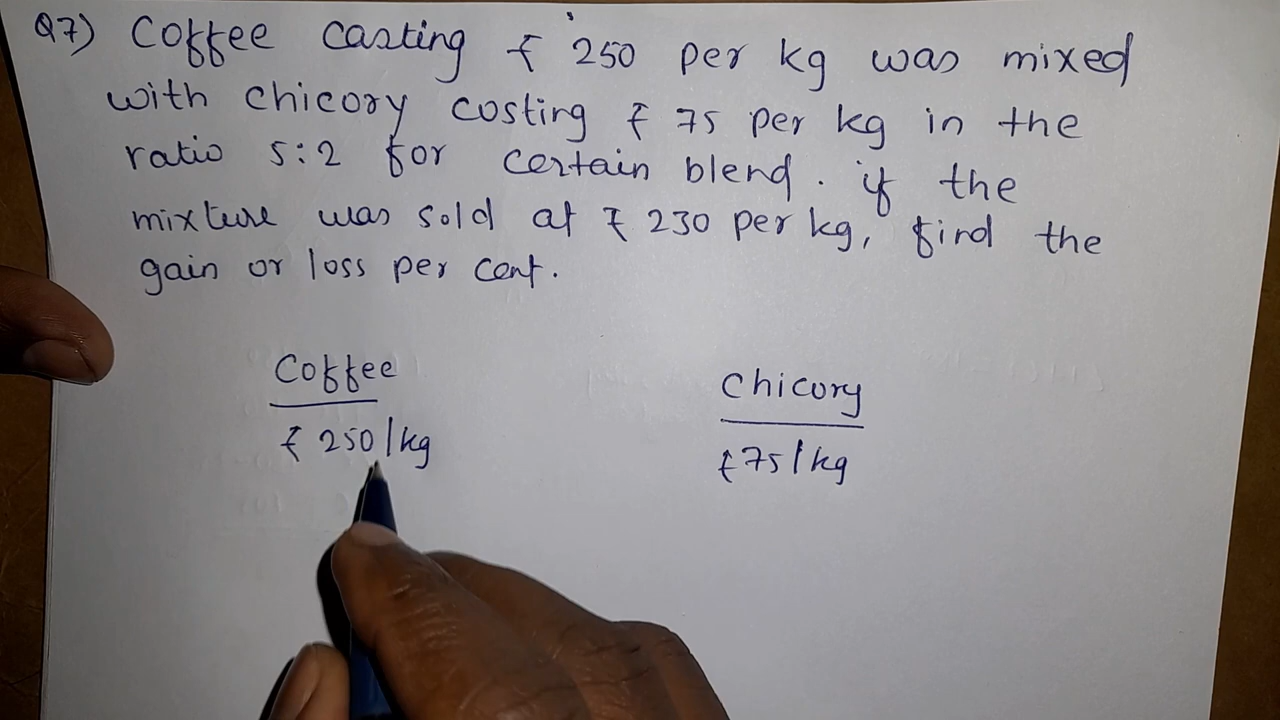 Q7) Coffee casting ₹ 250 per kg was mixed
with chicory costing ₹ 75 per kg in the
ratio 5:2 for certain blend. if the
mixture was sold at ₹ 230 per kg, find the
gain or loss per cent.
Coffee
₹ 250/kg
Chicory
₹75/kg